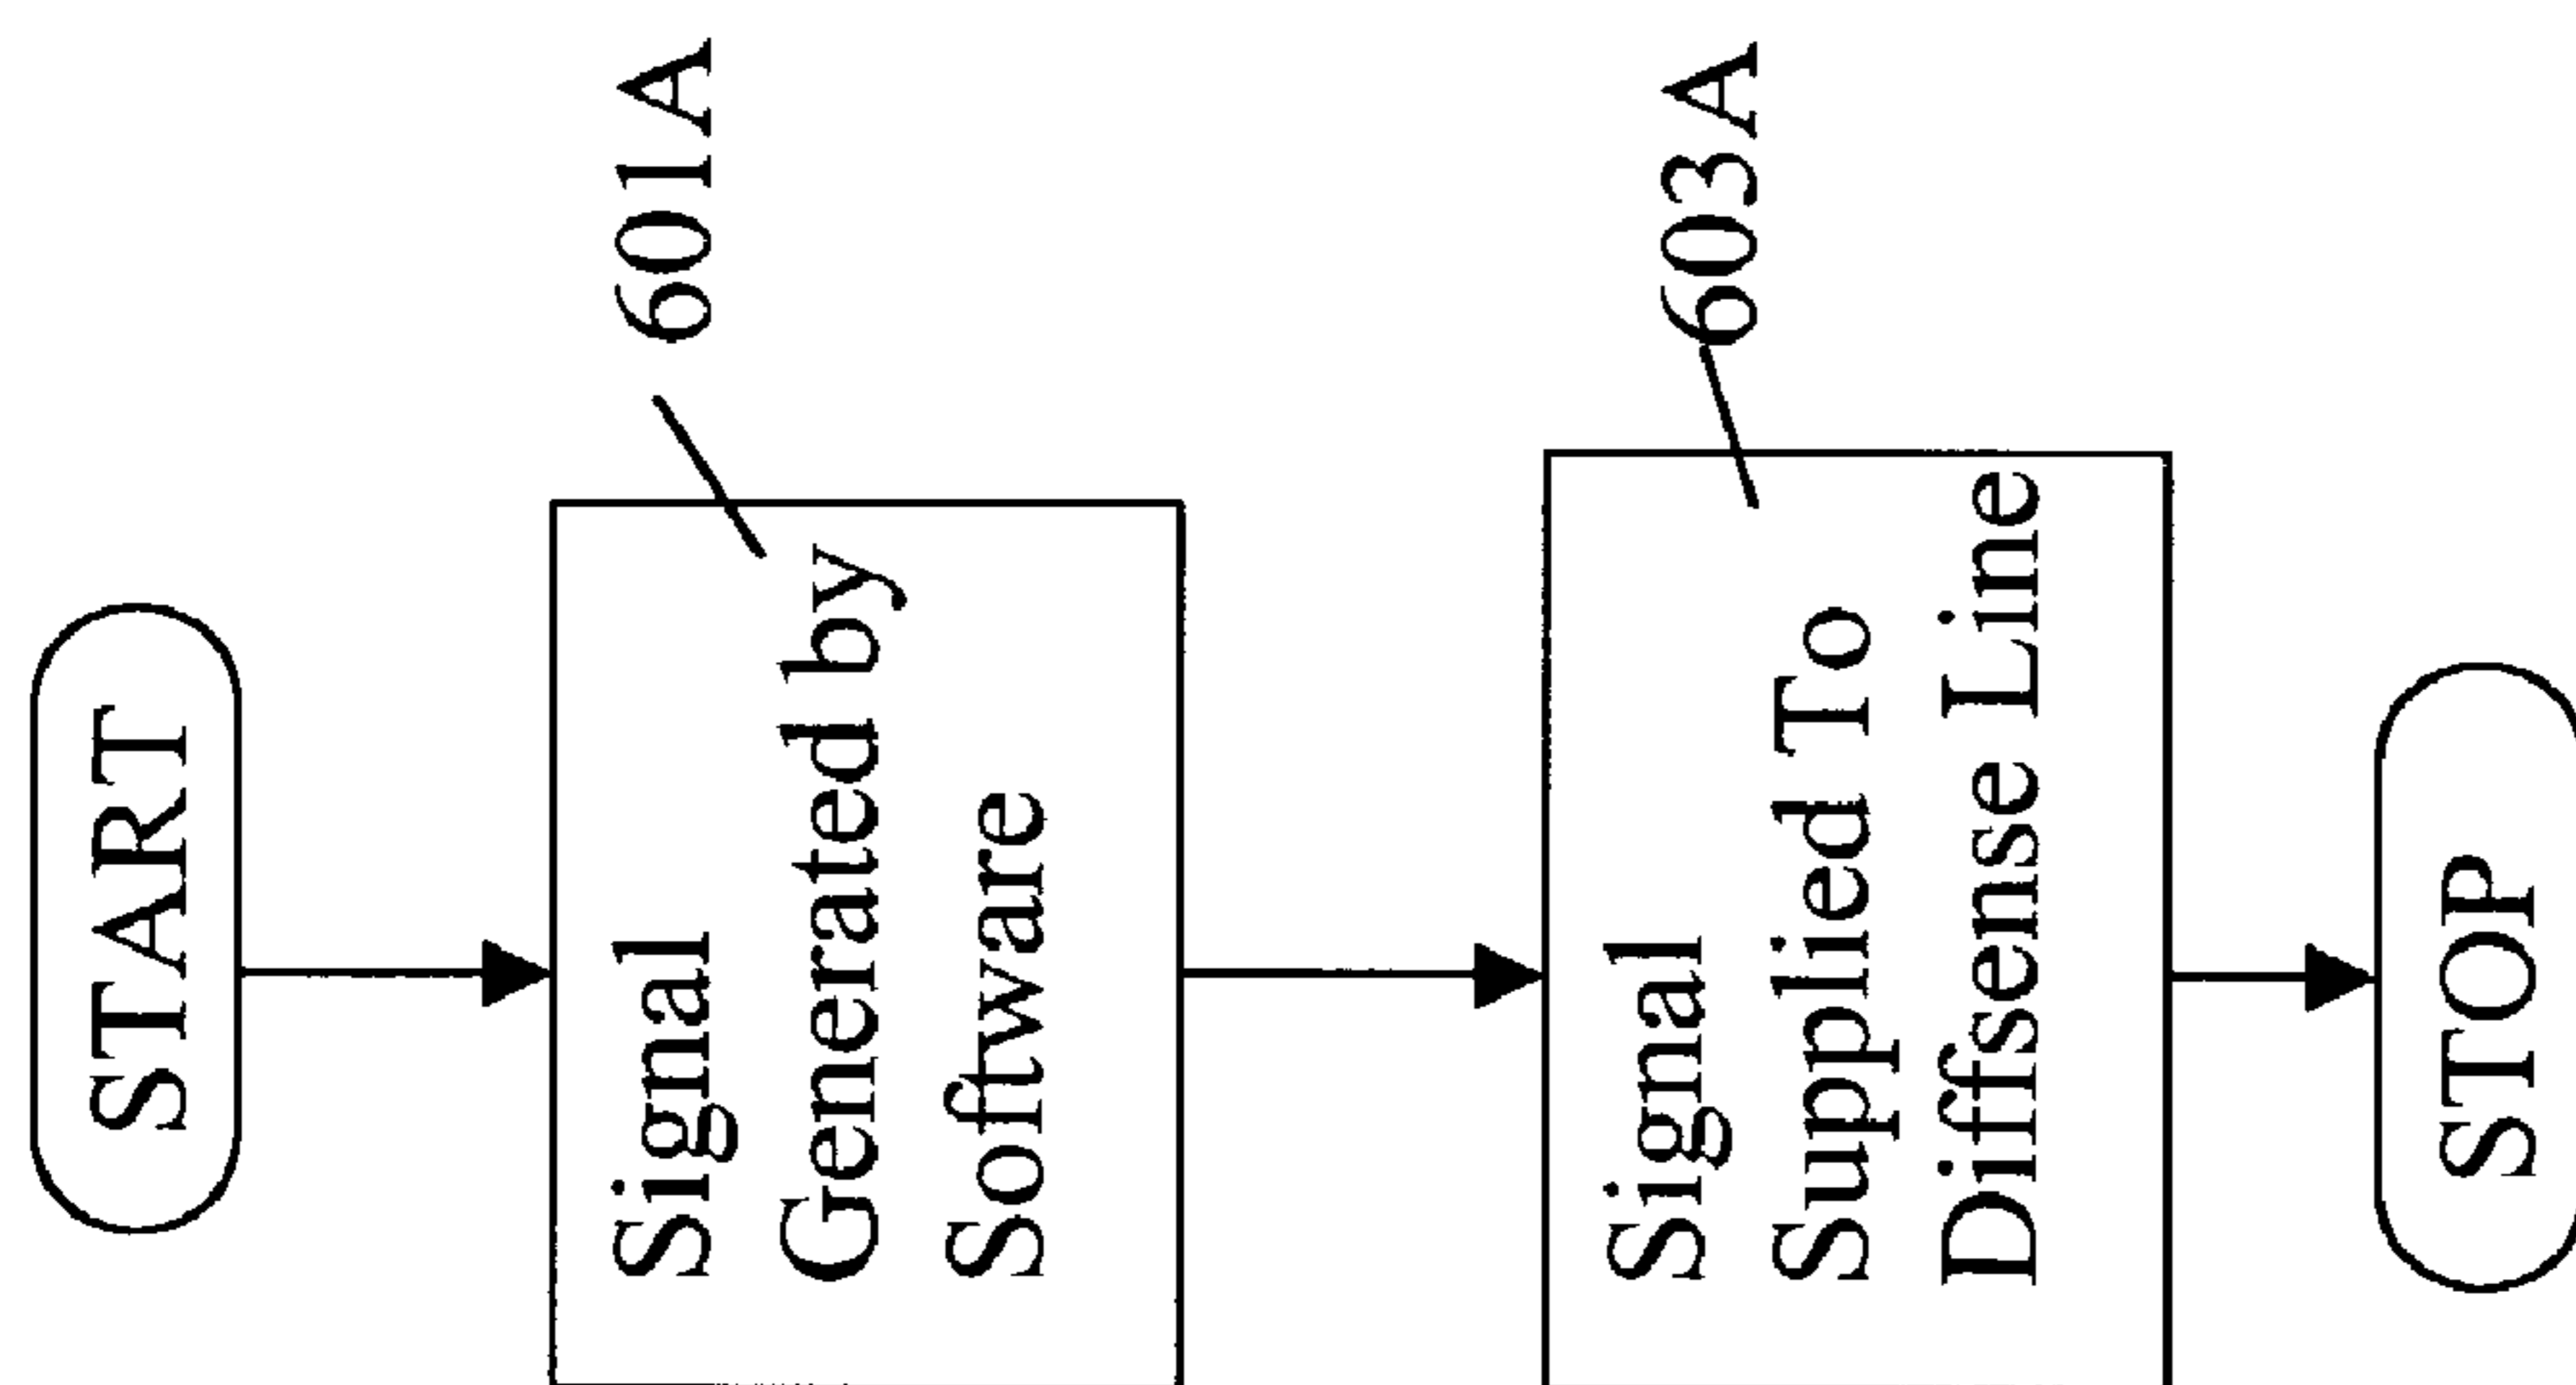 START
601A
Signal
Generated by
Software
603A
Signal
Supplied To
Diffsense Line
STOP